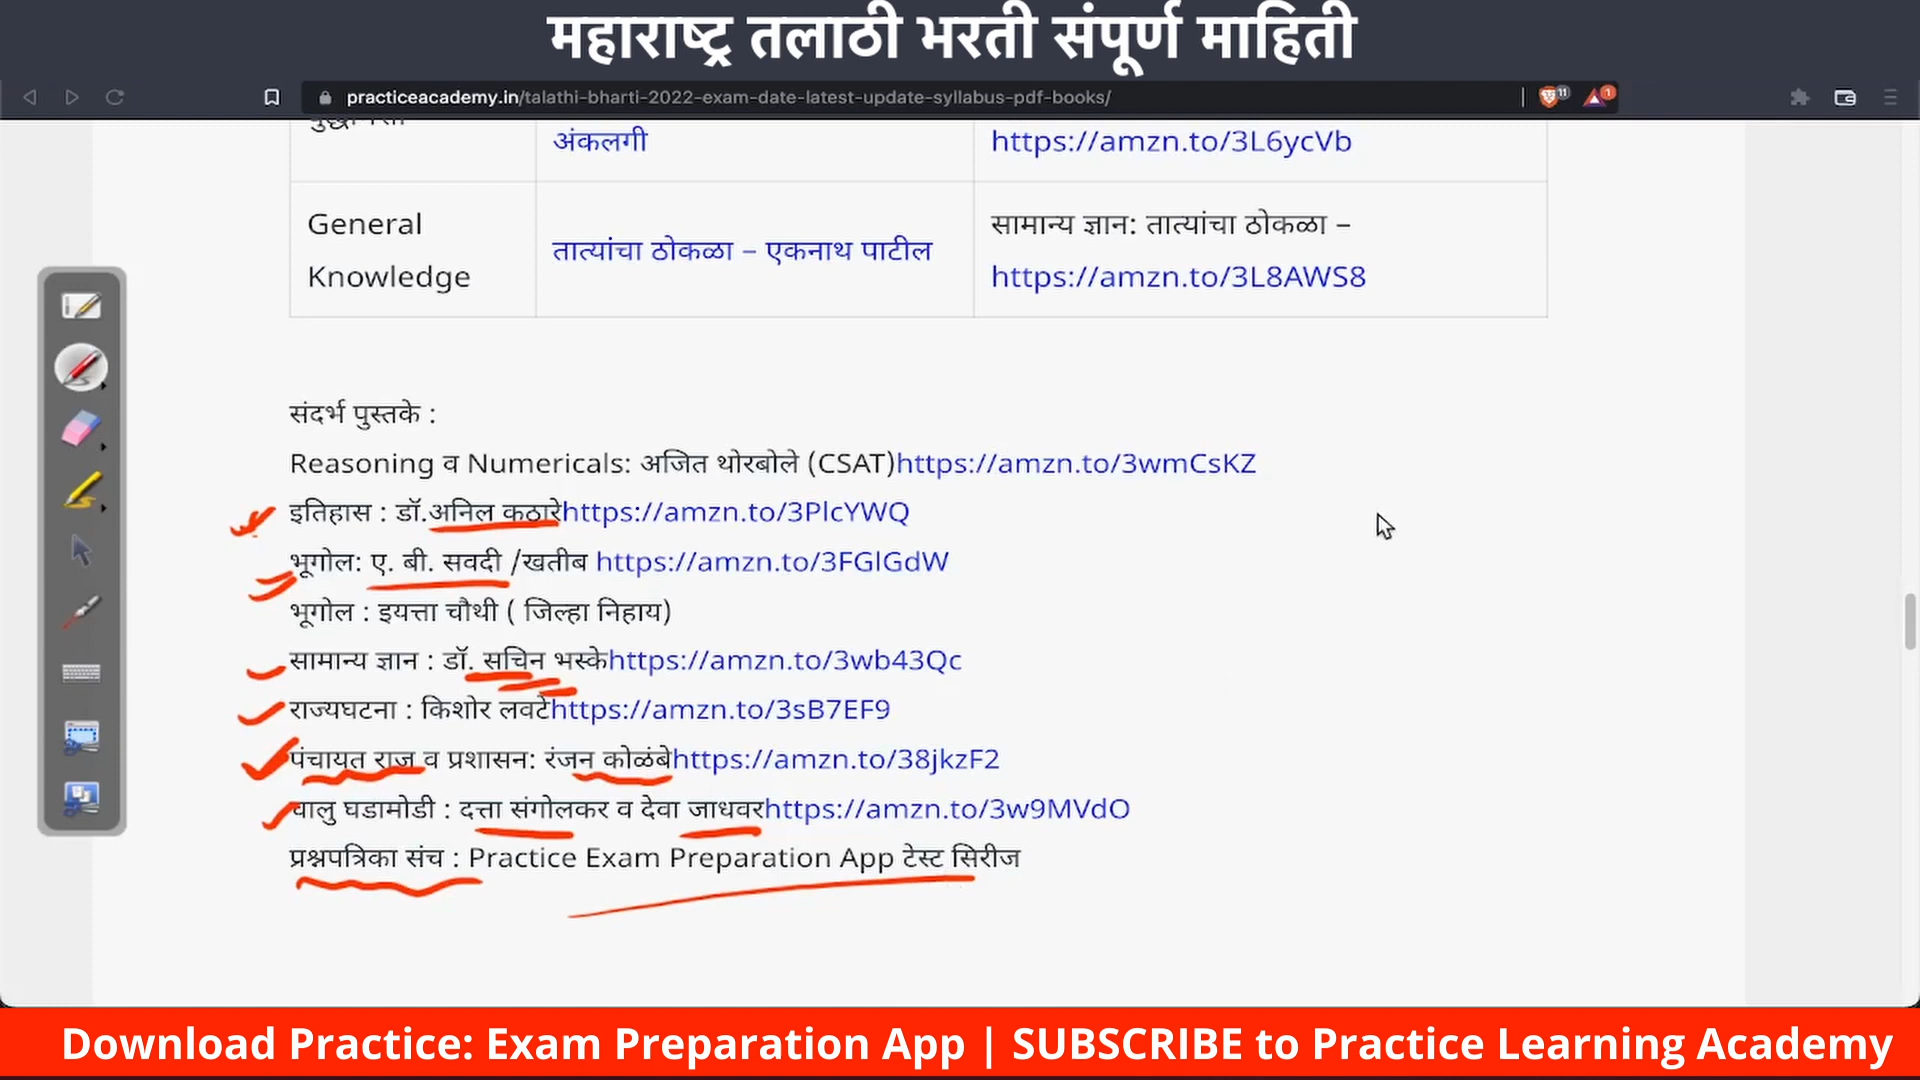 महाराष्ट्र तलाठी भरती संपूर्ण माहिती
practiceacademy.in/talathi-bharti-2022-exam-date-latest-update-syllabus-pdf-books/
11
1
अंकलगी
https://amzn.to/3L6ycVb
General Knowledge
तात्यांचा ठोकळा – एकनाथ पाटील
सामान्य ज्ञान: तात्यांचा ठोकळा –
https://amzn.to/3L8AWS8
संदर्भ पुस्तके :
Reasoning व Numericals: अजित थोरबोले (CSAT)https://amzn.to/3wmCsKZ
इतिहास : डॉ.अनिल कठारेhttps://amzn.to/3PlcYWQ
भूगोल: ए. बी. सवदी /खतीब https://amzn.to/3FGlGdW
भूगोल : इयत्ता चौथी ( जिल्हा निहाय)
सामान्य ज्ञान : डॉ. सचिन भस्केhttps://amzn.to/3wb43Qc
राज्यघटना : किशोर लवटेhttps://amzn.to/3sB7EF9
पंचायत राज व प्रशासन: रंजन कोळंबेhttps://amzn.to/38jkzF2
चालु घडामोडी : दत्ता संगोलकर व देवा जाधवरhttps://amzn.to/3w9MVdO
प्रश्नपत्रिका संच : Practice Exam Preparation App टेस्ट सिरीज
Download Practice: Exam Preparation App | SUBSCRIBE to Practice Learning Academy